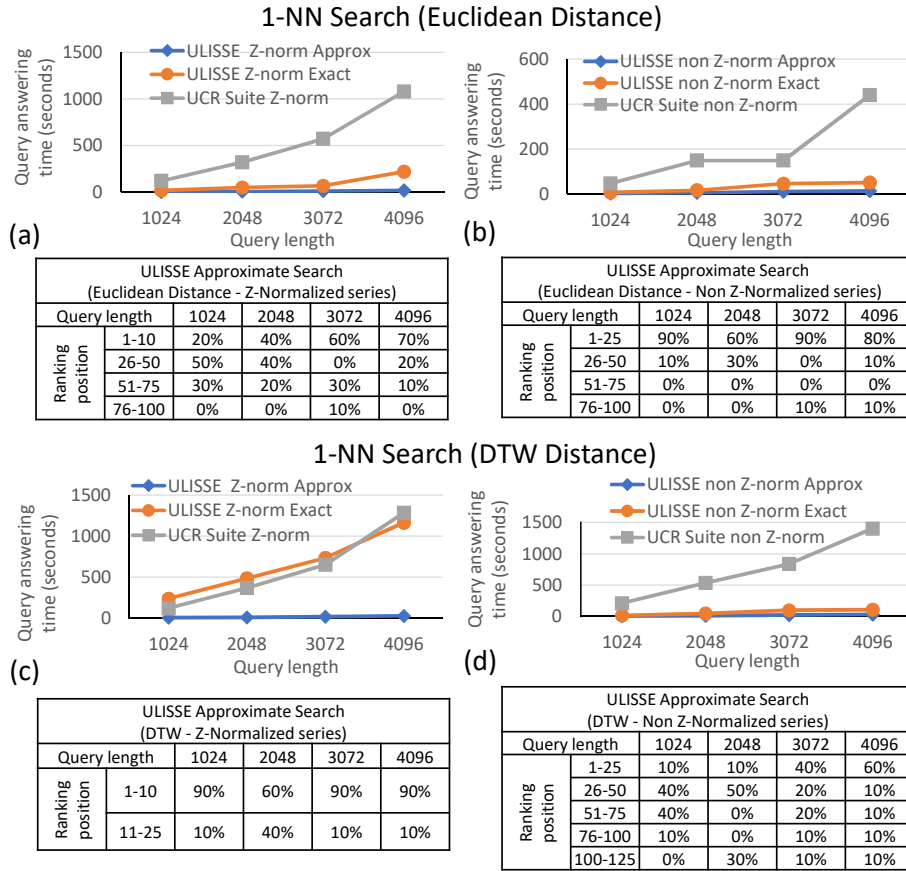 1-NN Search (Euclidean Distance)
Query answering
time (seconds)
1500
1000
500
0
ULISSE Z-norm Approx
ULISSE Z-norm Exact
UCR Suite Z-norm
1024 2048 3072 4096
Query length
(a)
Query answering
time (seconds)
600
400
200
0
ULISSE non Z-norm Approx
ULISSE non Z-norm Exact
UCR Suite non Z-norm
1024 2048 3072 4096
Query length
(b)
ULISSE Approximate Search
(Euclidean Distance - Z-Normalized series)
Query length 1024 2048 3072 4096
Ranking
position
1-10 20% 40% 60% 70%
26-50 50% 40% 0% 20%
51-75 30% 20% 30% 10%
76-100 0% 0% 10% 0%
ULISSE Approximate Search
(Euclidean Distance - Non Z-Normalized series)
Query length 1024 2048 3072 4096
Ranking
position
1-25 90% 60% 90% 80%
26-50 10% 30% 0% 10%
51-75 0% 0% 0% 0%
76-100 0% 0% 10% 10%
1-NN Search (DTW Distance)
Query answering
time (seconds)
1500
1000
500
0
ULISSE Z-norm Approx
ULISSE Z-norm Exact
UCR Suite Z-norm
1024 2048 3072 4096
Query length
(c)
Query answering
time (seconds)
1500
1000
500
0
ULISSE non Z-norm Approx
ULISSE non Z-norm Exact
UCR Suite non Z-norm
1024 2048 3072 4096
Query length
(d)
ULISSE Approximate Search
(DTW - Z-Normalized series)
Query length 1024 2048 3072 4096
Ranking
position
1-10 90% 60% 90% 90%
11-25 10% 40% 10% 10%
ULISSE Approximate Search
(DTW - Non Z-Normalized series)
Query length 1024 2048 3072 4096
Ranking
position
1-25 10% 10% 40% 60%
26-50 40% 50% 20% 10%
51-75 40% 0% 20% 10%
76-100 10% 0% 10% 10%
100-125 0% 30% 10% 10%